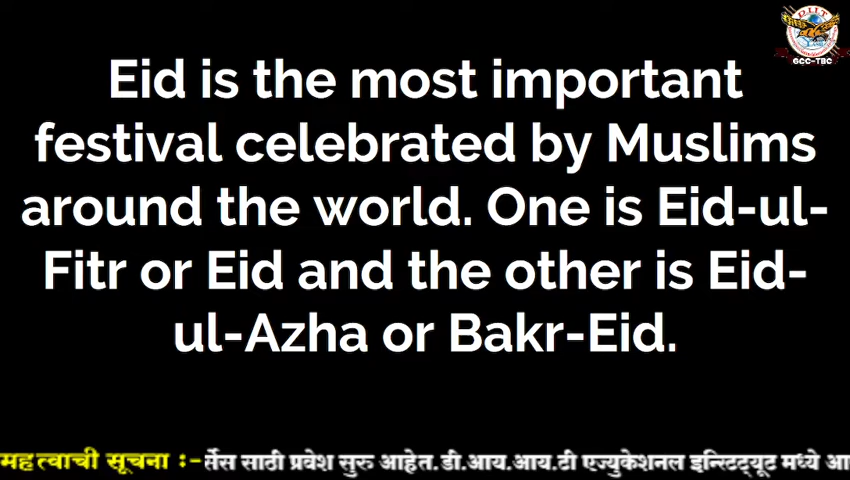 D.I.I.T
GCC-TBC
Eid is the most important
festival celebrated by Muslims
around the world. One is Eid-ul-
Fitr or Eid and the other is Eid-
ul-Azha or Bakr-Eid.
महत्वाची सूचना :- र्सेस साठी प्रवेश सुरु आहेत.डी.आय.आय.टी एज्युकेशनल इन्स्टिट्यूट मध्ये आ